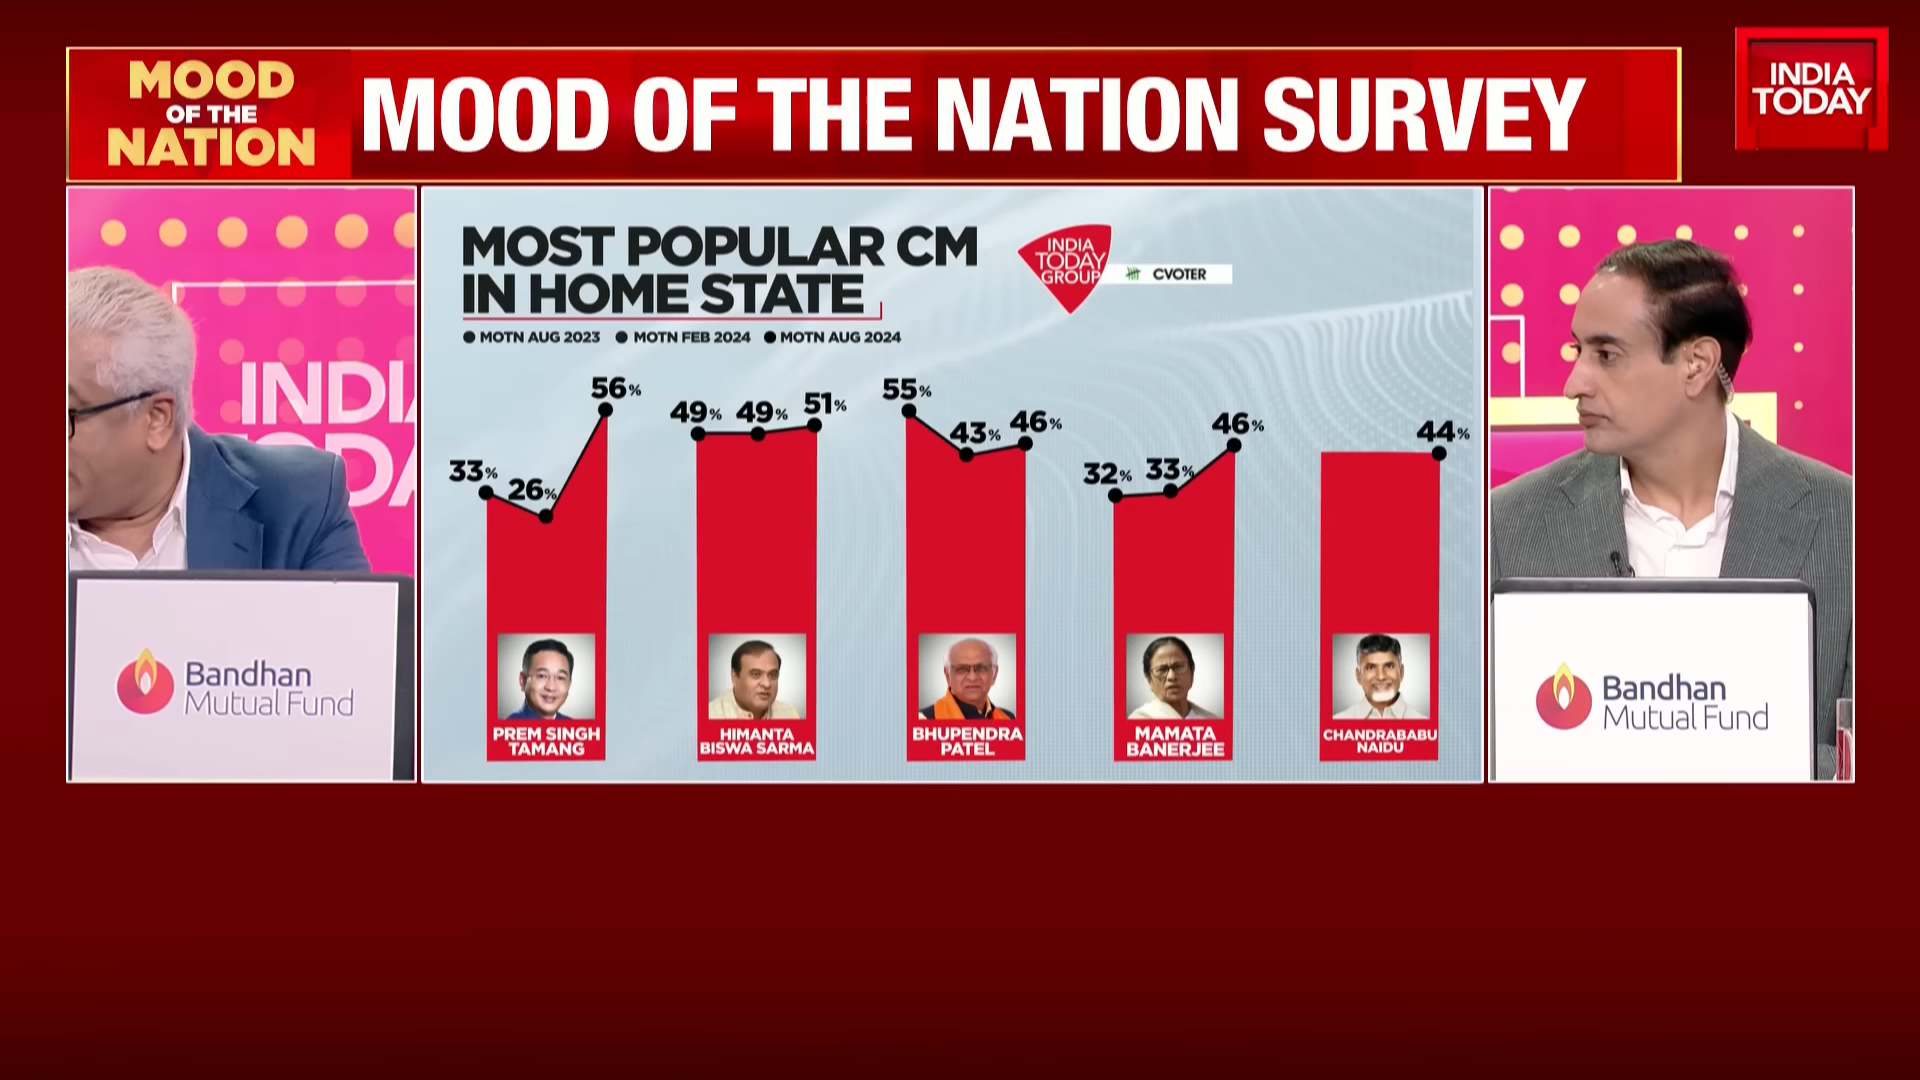 MOOD
OF THE
NATION
MOOD OF THE NATION SURVEY
INDIA
TODAY
MOST POPULAR CM
IN HOME STATE
INDIA
TODAY
GROUP
CVOTER
MOTN AUG 2023 MOTN FEB 2024 MOTN AUG 2024
33% 26% 56%
49% 49% 51%
55% 43% 46%
32% 33% 46%
44%
PREM SINGH
TAMANG
HIMANTA
BISWA SARMA
BHUPENDRA
PATEL
MAMATA
BANERJEE
CHANDRABABU
NAIDU
Bandhan
Mutual Fund
Bandhan
Mutual Fund